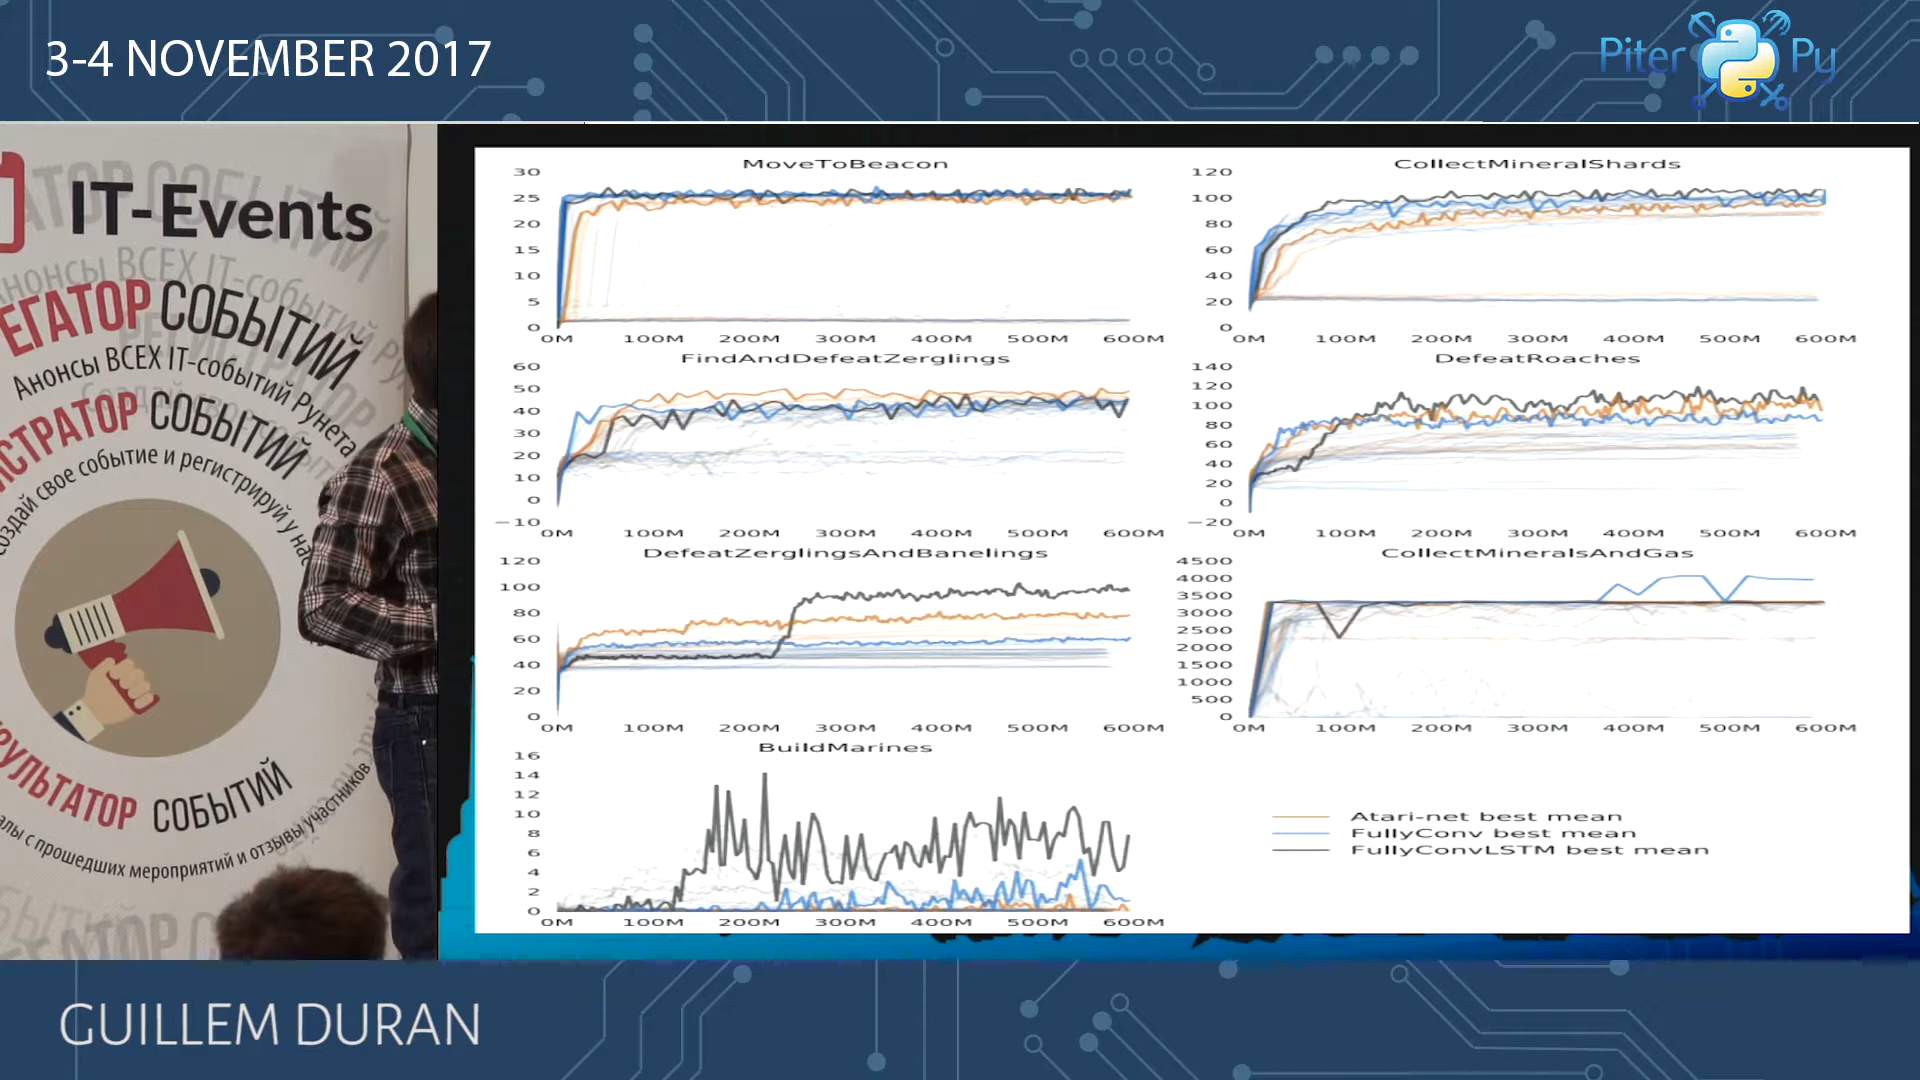 3-4 NOVEMBER 2017
Piter Py
IT-Events
Анонсы ВСЕХ IT-событий
ЕГАТОР СОБЫТИЙ
Анонсы ВСЕХ IT-событий Рунета
СТРАТОР СОБЫТИЙ
создай свое событие и регистрируй у нас
УЛЬТАТОР СОБЫТИЙ
алы с прошедших мероприятий и отзывы участников
MoveToBeacon
30
25
20
15
10
5
0
0M 100M 200M 300M 400M 500M 600M
CollectMineralShards
120
100
80
60
40
20
0
0M 100M 200M 300M 400M 500M 600M
FindAndDefeatZerglings
60
50
40
30
20
10
0
−10
0M 100M 200M 300M 400M 500M 600M
DefeatRoaches
140
120
100
80
60
40
20
0
−20
0M 100M 200M 300M 400M 500M 600M
DefeatZerglingsAndBanelings
120
100
80
60
40
20
0
0M 100M 200M 300M 400M 500M 600M
CollectMineralsAndGas
4500
4000
3500
3000
2500
2000
1500
1000
500
0
0M 100M 200M 300M 400M 500M 600M
BuildMarines
16
14
12
10
8
6
4
2
0
0M 100M 200M 300M 400M 500M 600M
Atari-net best mean
FullyConv best mean
FullyConvLSTM best mean
GUILLEM DURAN